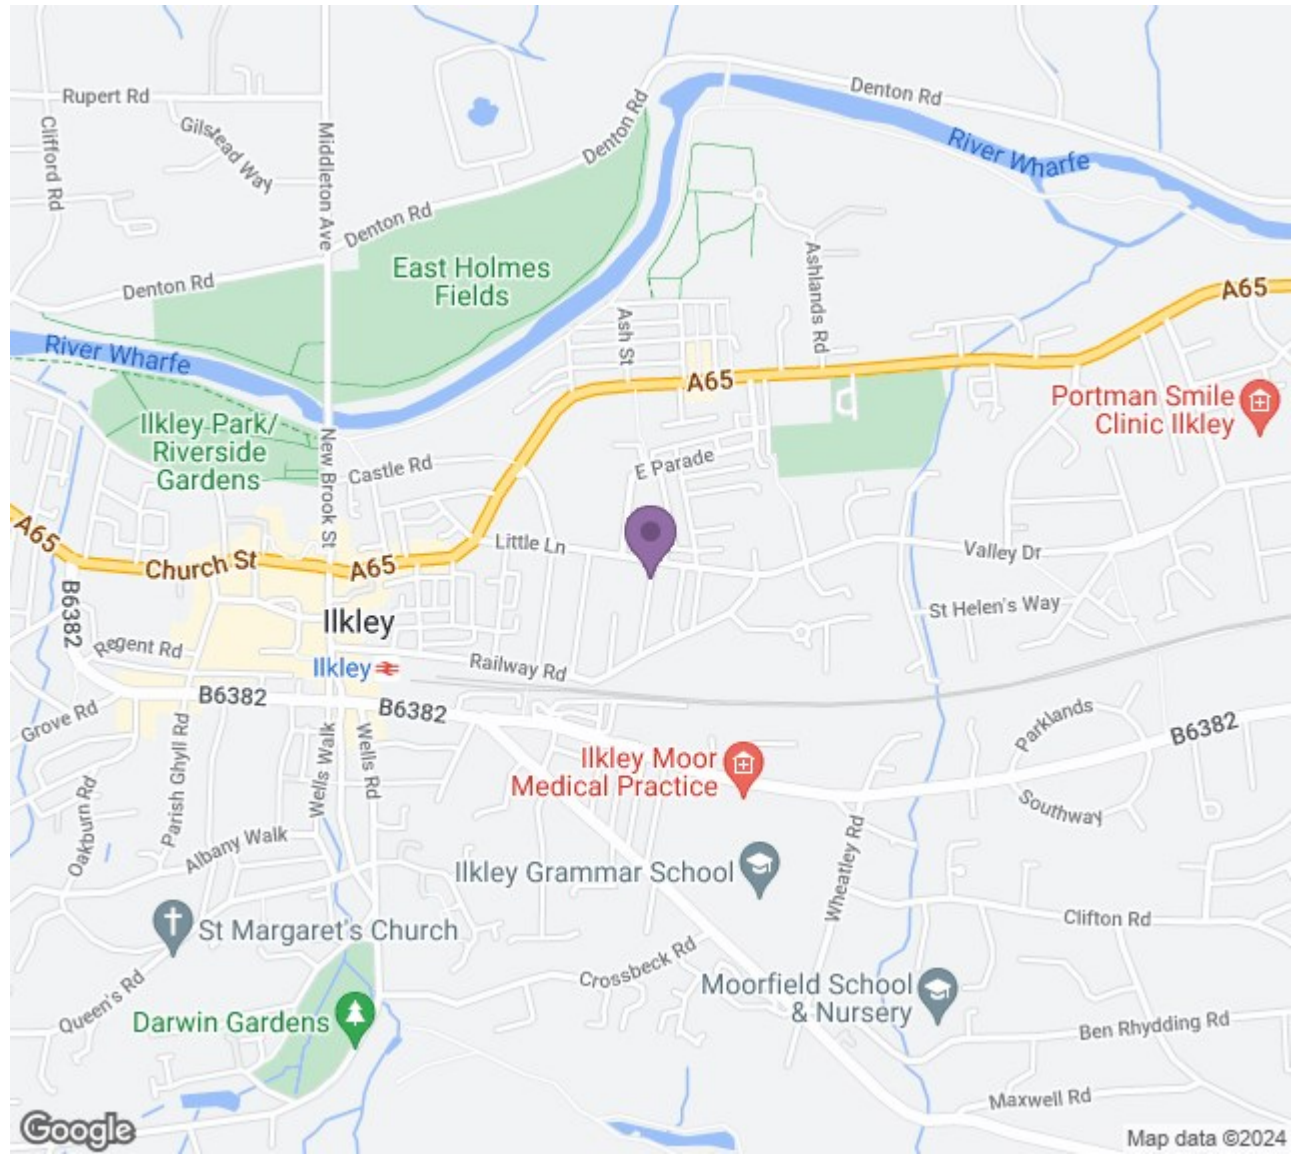 Rupert Rd
Gilstead Way
Clifford Rd
Middleton Ave
Denton Rd
Denton Rd
River Wharfe
Denton Rd
Denton Rd
East Holmes
Fields
Ashlands Rd
A65
River Wharfe
Ash St
A65
Portman Smile
Clinic Ilkley
Ilkley Park/
Riverside
Gardens
New Brook St
Castle Rd
E Parade
A65
Church St
A65
Little Ln
Valley Dr
B6382
Ilkley
St Helen's Way
Regent Rd
Ilkley
Railway Rd
B6382
B6382
Grove Rd
Parklands
B6382
Parish Ghyll Rd
Wells Walk
Wells Rd
Ilkley Moor
Medical Practice
Southway
Oakburn Rd
Albany Walk
Ilkley Grammar School
Wheatley Rd
Clifton Rd
St Margaret's Church
Crossbeck Rd
Queen's Rd
Moorfield School
& Nursery
Darwin Gardens
Ben Rhydding Rd
Maxwell Rd
Google
Map data ©2024